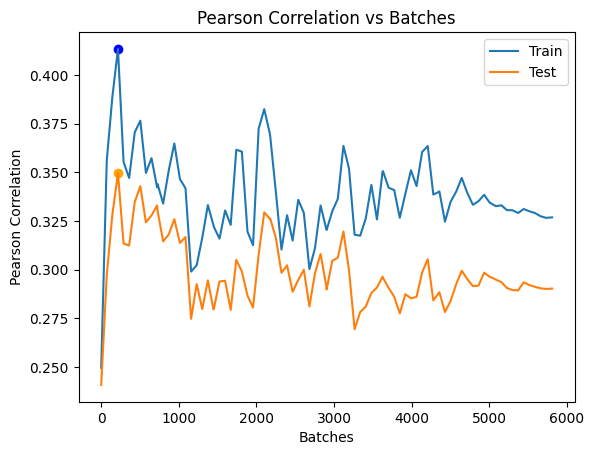 Pearson Correlation vs Batches
Train
Test
Pearson Correlation
0.400
0.375
0.350
0.325
0.300
0.275
0.250
0 1000 2000 3000 4000 5000 6000
Batches